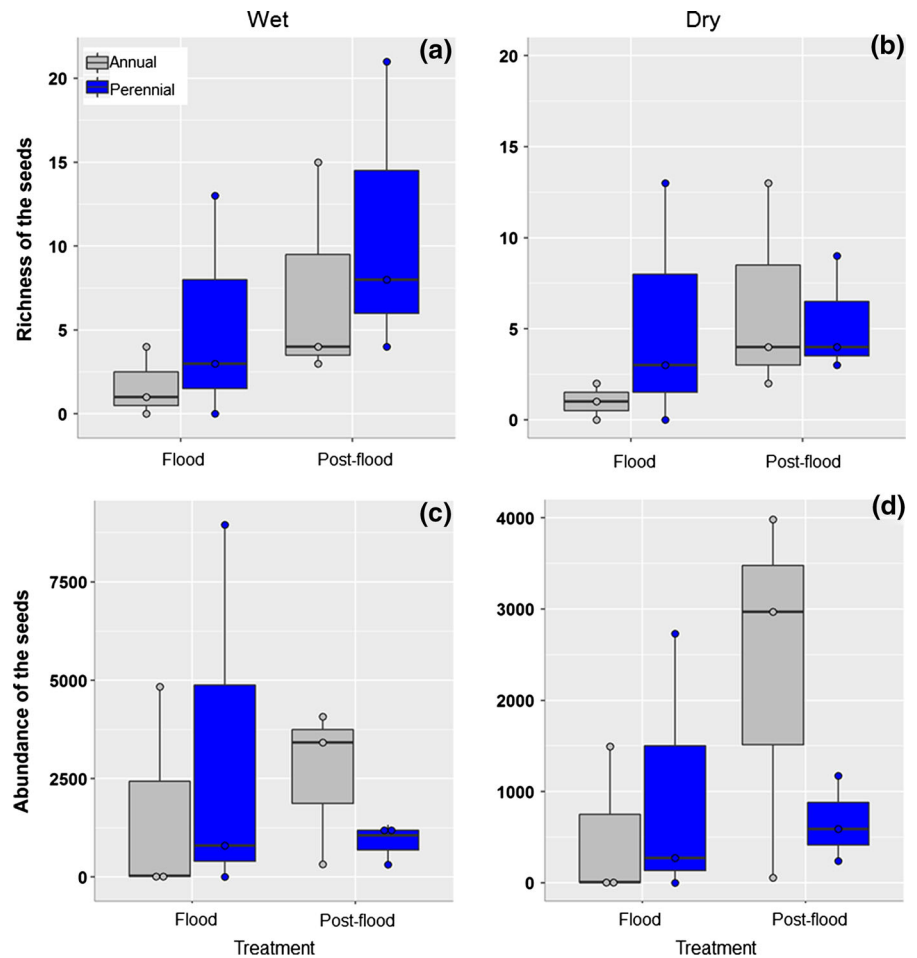 Wet
Dry
(a)
Annual
Perennial
Richness of the seeds
20
15
10
5
0
Flood
Post-flood
(b)
20
15
10
5
0
Flood
Post-flood
(c)
Abundance of the seeds
7500
5000
2500
0
Flood
Post-flood
Treatment
(d)
4000
3000
2000
1000
0
Flood
Post-flood
Treatment